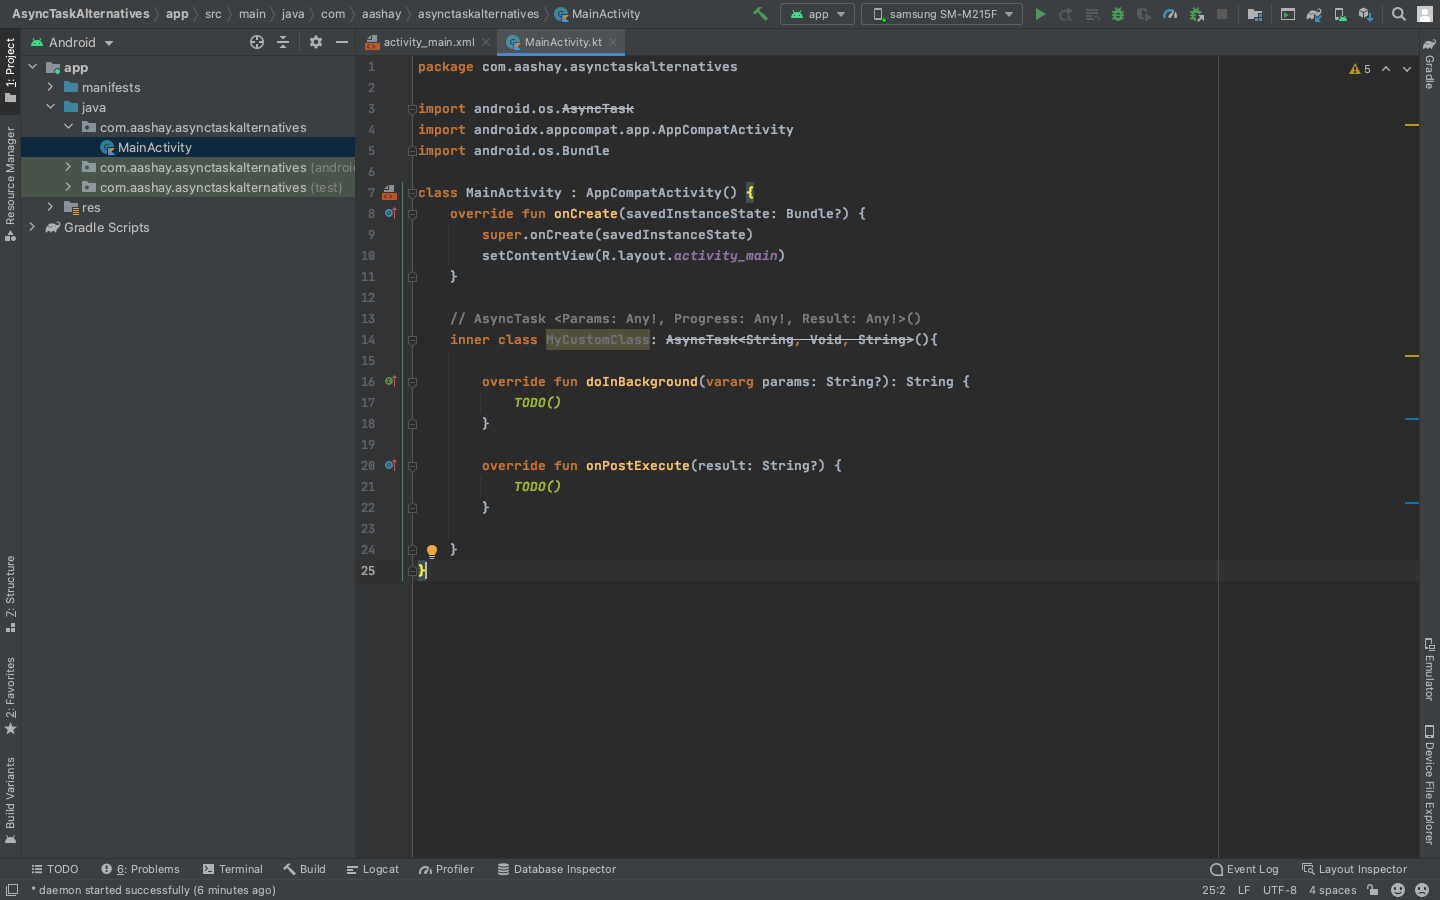 AsyncTaskAlternatives app src main java com aashay asynctaskalternatives MainActivity app samsung SM-M215F
1: Project
Resource Manager
7: Structure
2: Favorites
Build Variants
Android
app
manifests
java
com.aashay.asynctaskalternatives
MainActivity
com.aashay.asynctaskalternatives (androi
com.aashay.asynctaskalternatives (test)
res
Gradle Scripts
activity_main.xml MainActivity.kt
5
1 package com.aashay.asynctaskalternatives
2
3 import android.os.AsyncTask
4 import androidx.appcompat.app.AppCompatActivity
5 import android.os.Bundle
6
7 class MainActivity : AppCompatActivity() {
8 override fun onCreate(savedInstanceState: Bundle?) {
9 super.onCreate(savedInstanceState)
10 setContentView(R.layout.activity_main)
11 }
12
13 // AsyncTask <Params: Any!, Progress: Any!, Result: Any!>()
14 inner class MyCustomClass: AsyncTask<String, Void, String>(){
15
16 override fun doInBackground(vararg params: String?): String {
17 TODO()
18 }
19
20 override fun onPostExecute(result: String?) {
21 TODO()
22 }
23
24 }
25 }
Gradle
Emulator
Device File Explorer
TODO 6: Problems Terminal Build Logcat Profiler Database Inspector Event Log Layout Inspector
* daemon started successfully (6 minutes ago) 25:2 LF UTF-8 4 spaces